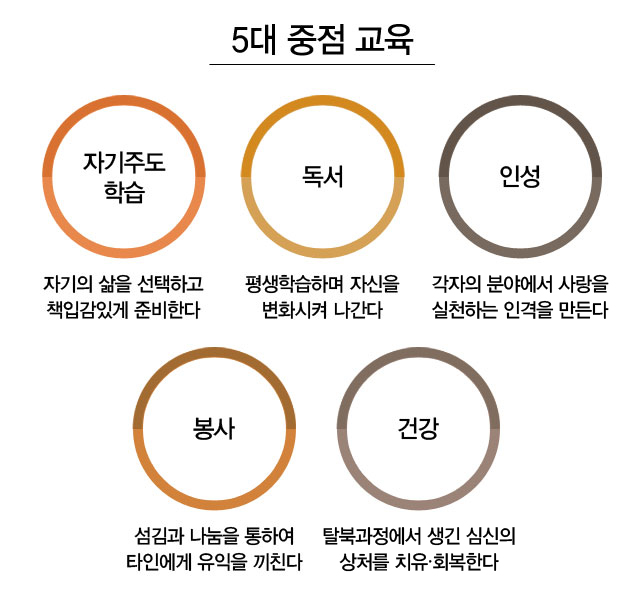 5대 중점 교육
자기주도
학습
독서
인성
자기의 삶을 선택하고
책입감있게 준비한다
평생학습하며 자신을
변화시켜 나간다
각자의 분야에서 사랑을
실천하는 인격을 만든다
봉사
건강
섬김과 나눔을 통하여
타인에게 유익을 끼친다
탈북과정에서 생긴 심신의
상처를 치유·회복한다